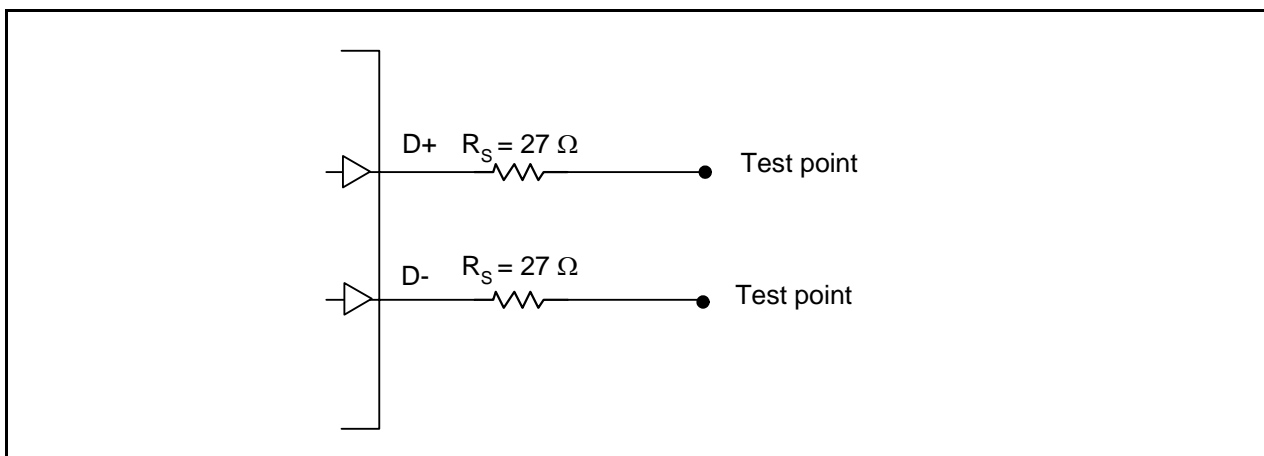 D+ R_S = 27 Ω Test point
D- R_S = 27 Ω Test point